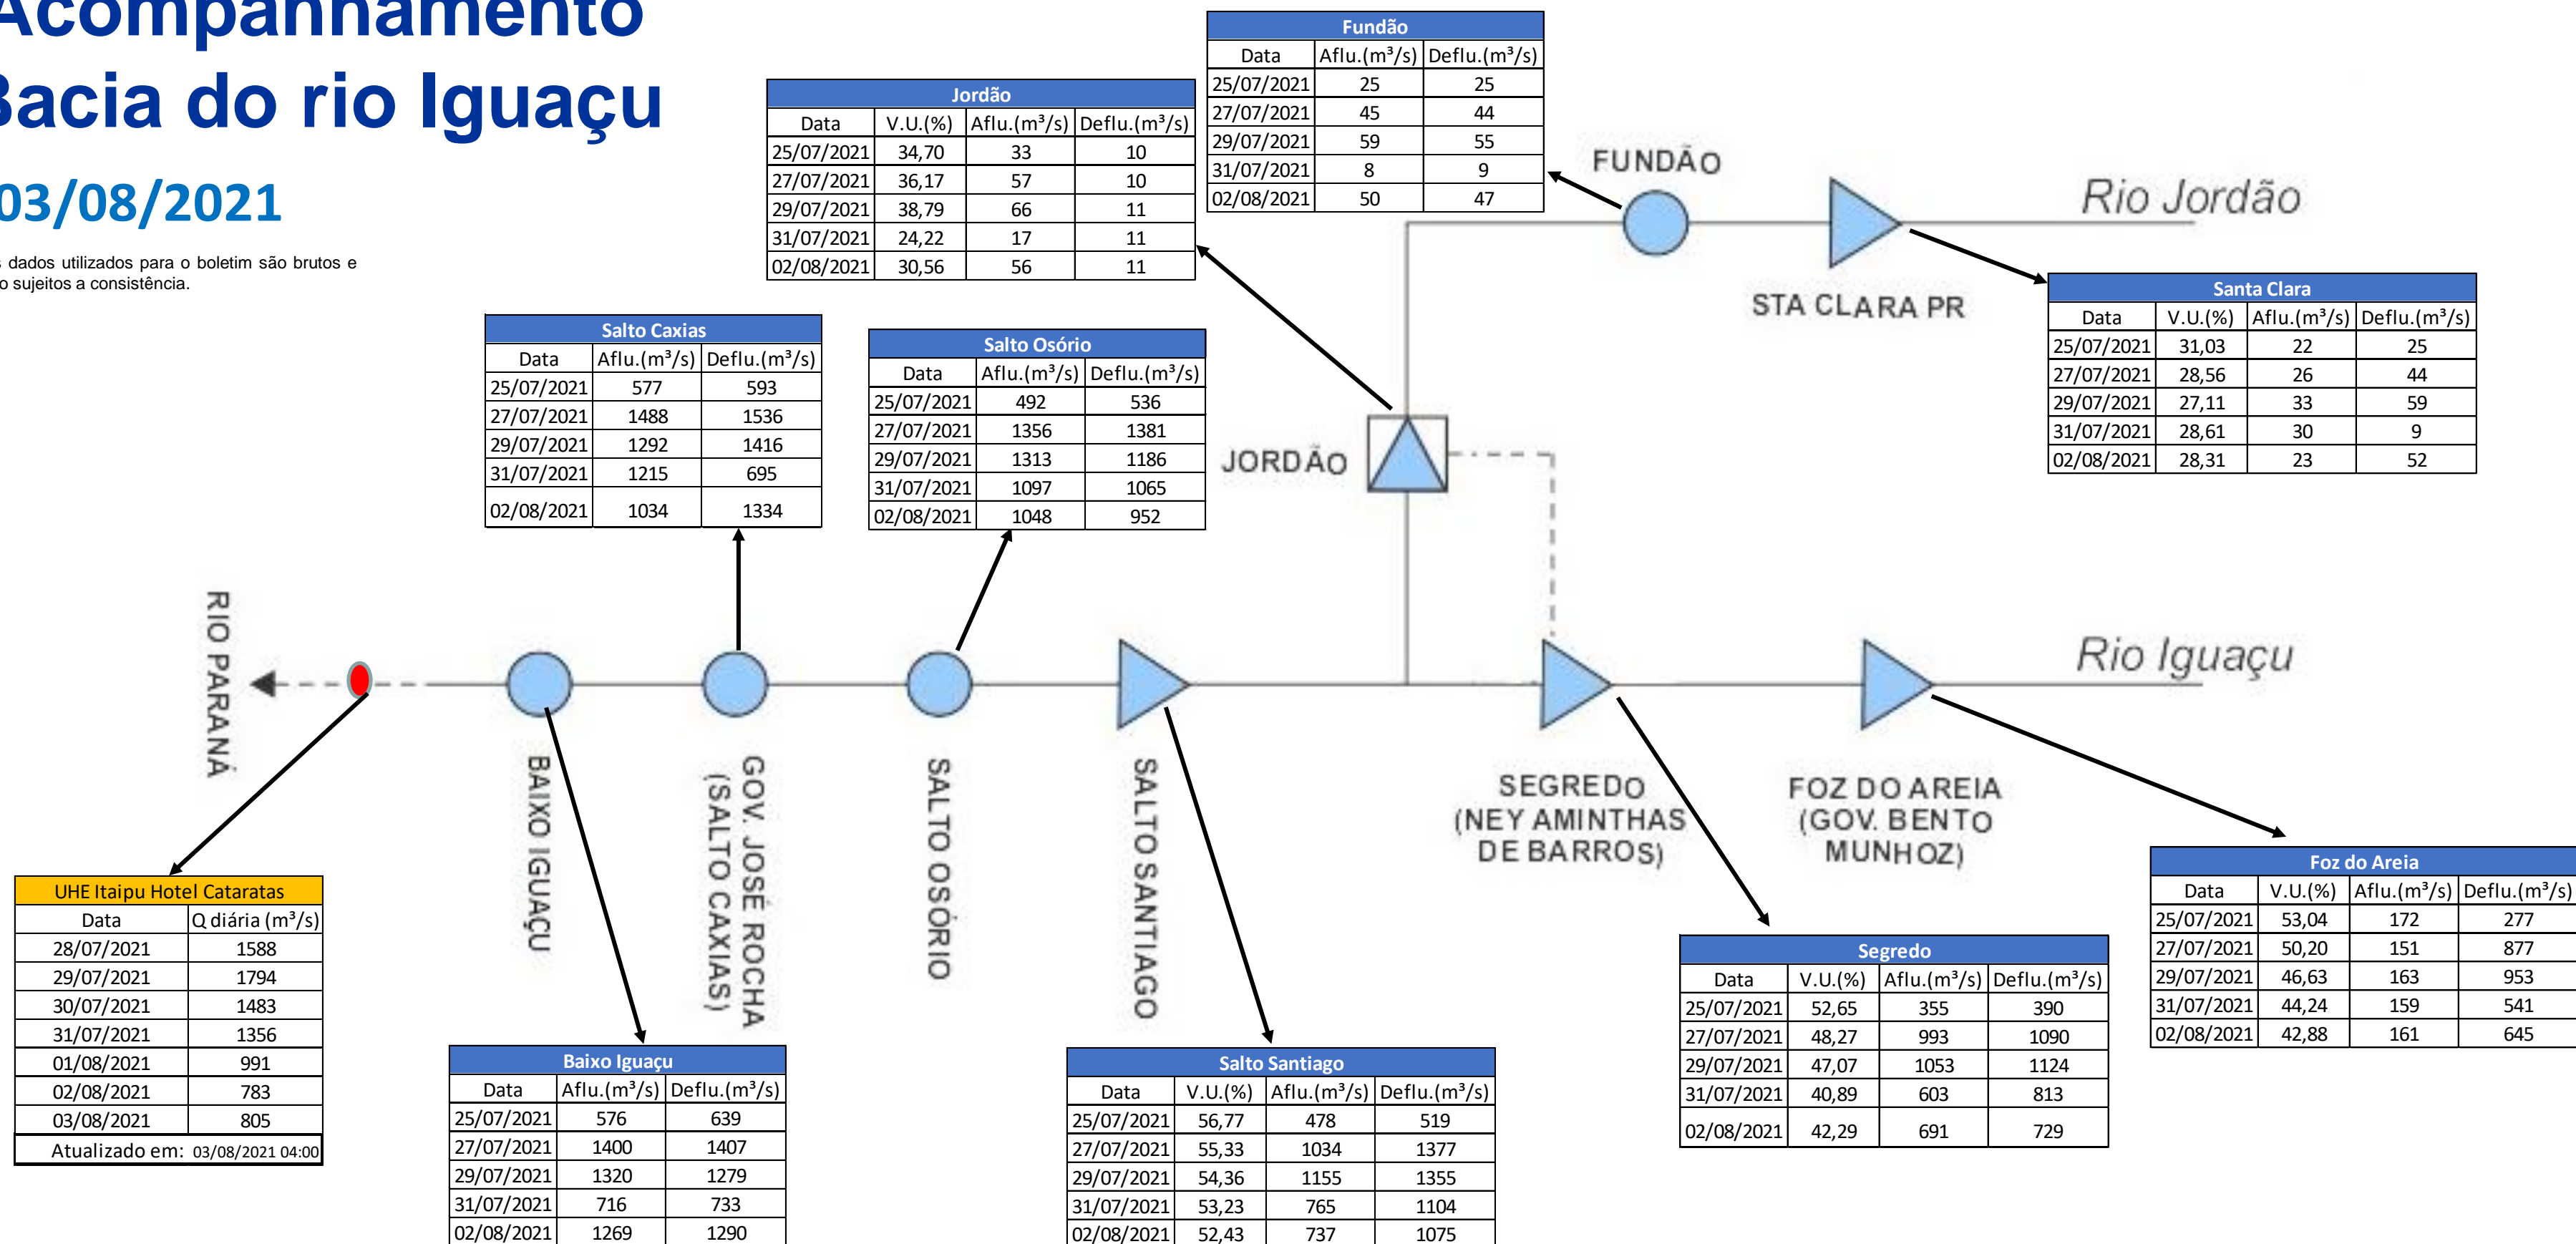 Acompanhamento
Bacia do rio Iguaçu
03/08/2021
dados utilizados para o boletim são brutos e
sujeitos a consistência.
Fundão
Data Aflu.(m³/s) Deflu.(m³/s)
25/07/2021 25 25
27/07/2021 45 44
29/07/2021 59 55
31/07/2021 8 9
02/08/2021 50 47
Jordão
Data V.U.(%) Aflu.(m³/s) Deflu.(m³/s)
25/07/2021 34,70 33 10
27/07/2021 36,17 57 10
29/07/2021 38,79 66 11
31/07/2021 24,22 17 11
02/08/2021 30,56 56 11
FUNDÃO
STA CLARA PR
Rio Jordão
Santa Clara
Data V.U.(%) Aflu.(m³/s) Deflu.(m³/s)
25/07/2021 31,03 22 25
27/07/2021 28,56 26 44
29/07/2021 27,11 33 59
31/07/2021 28,61 30 9
02/08/2021 28,31 23 52
Salto Caxias
Data Aflu.(m³/s) Deflu.(m³/s)
25/07/2021 577 593
27/07/2021 1488 1536
29/07/2021 1292 1416
31/07/2021 1215 695
02/08/2021 1034 1334
Salto Osório
Data Aflu.(m³/s) Deflu.(m³/s)
25/07/2021 492 536
27/07/2021 1356 1381
29/07/2021 1313 1186
31/07/2021 1097 1065
02/08/2021 1048 952
JORDÃO
RIO PARANÁ
BAIXO IGUAÇU
GOV. JOSÉ ROCHA
(SALTO CAXIAS)
SALTO OSÓRIO
SALTO SANTIAGO
SEGREDO
(NEY AMINTHAS
DE BARROS)
FOZ DO AREIA
(GOV. BENTO
MUNHOZ)
Rio Iguaçu
UHE Itaipu Hotel Cataratas
Data Q diária (m³/s)
28/07/2021 1588
29/07/2021 1794
30/07/2021 1483
31/07/2021 1356
01/08/2021 991
02/08/2021 783
03/08/2021 805
Atualizado em: 03/08/2021 04:00
Baixo Iguaçu
Data Aflu.(m³/s) Deflu.(m³/s)
25/07/2021 576 639
27/07/2021 1400 1407
29/07/2021 1320 1279
31/07/2021 716 733
02/08/2021 1269 1290
Salto Santiago
Data V.U.(%) Aflu.(m³/s) Deflu.(m³/s)
25/07/2021 56,77 478 519
27/07/2021 55,33 1034 1377
29/07/2021 54,36 1155 1355
31/07/2021 53,23 765 1104
02/08/2021 52,43 737 1075
Segredo
Data V.U.(%) Aflu.(m³/s) Deflu.(m³/s)
25/07/2021 52,65 355 390
27/07/2021 48,27 993 1090
29/07/2021 47,07 1053 1124
31/07/2021 40,89 603 813
02/08/2021 42,29 691 729
Foz do Areia
Data V.U.(%) Aflu.(m³/s) Deflu.(m³/s)
25/07/2021 53,04 172 277
27/07/2021 50,20 151 877
29/07/2021 46,63 163 953
31/07/2021 44,24 159 541
02/08/2021 42,88 161 645